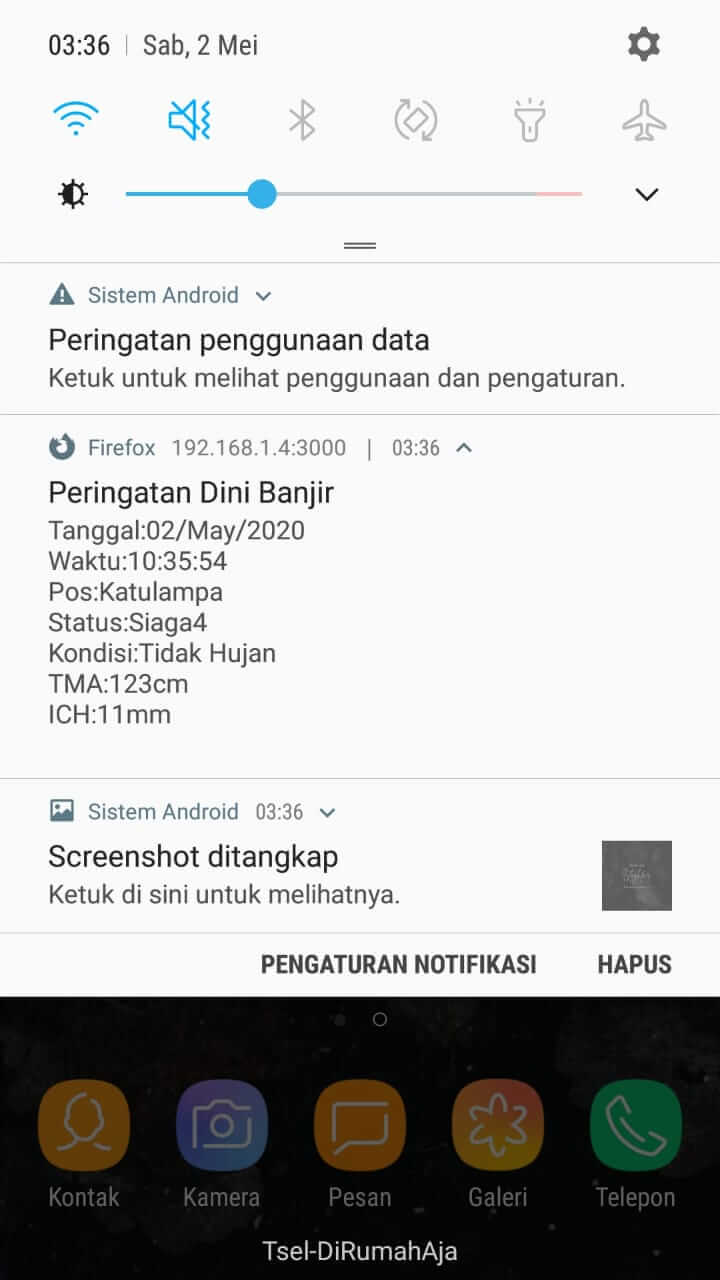 03:36 | Sab, 2 Mei
Sistem Android
Peringatan penggunaan data
Ketuk untuk melihat penggunaan dan pengaturan.
Firefox 192.168.1.4:3000 | 03:36
Peringatan Dini Banjir
Tanggal:02/May/2020
Waktu:10:35:54
Pos:Katulampa
Status:Siaga4
Kondisi:Tidak Hujan
TMA:123cm
ICH:11mm
Sistem Android 03:36
Screenshot ditangkap
Ketuk di sini untuk melihatnya.
PENGATURAN NOTIFIKASI HAPUS
Kontak Kamera Pesan Galeri Telepon
Tsel-DiRumahAja